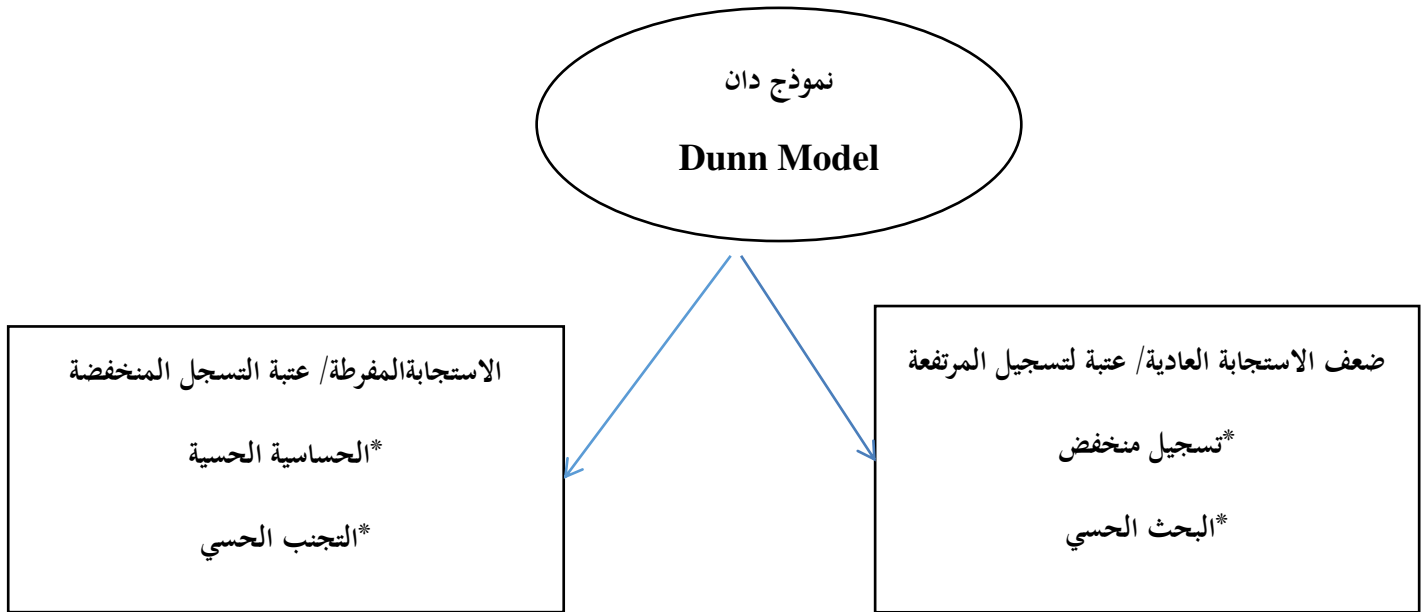 نموذج دان
Dunn Model
ضعف الاستجابة العادية/ عتبة لتسجيل المرتفعة
*تسجيل منخفض
*البحث الحسي
الاستجابةالمفرطة/ عتبة التسجل المنخفضة
*الحساسية الحسية
*التجنب الحسي